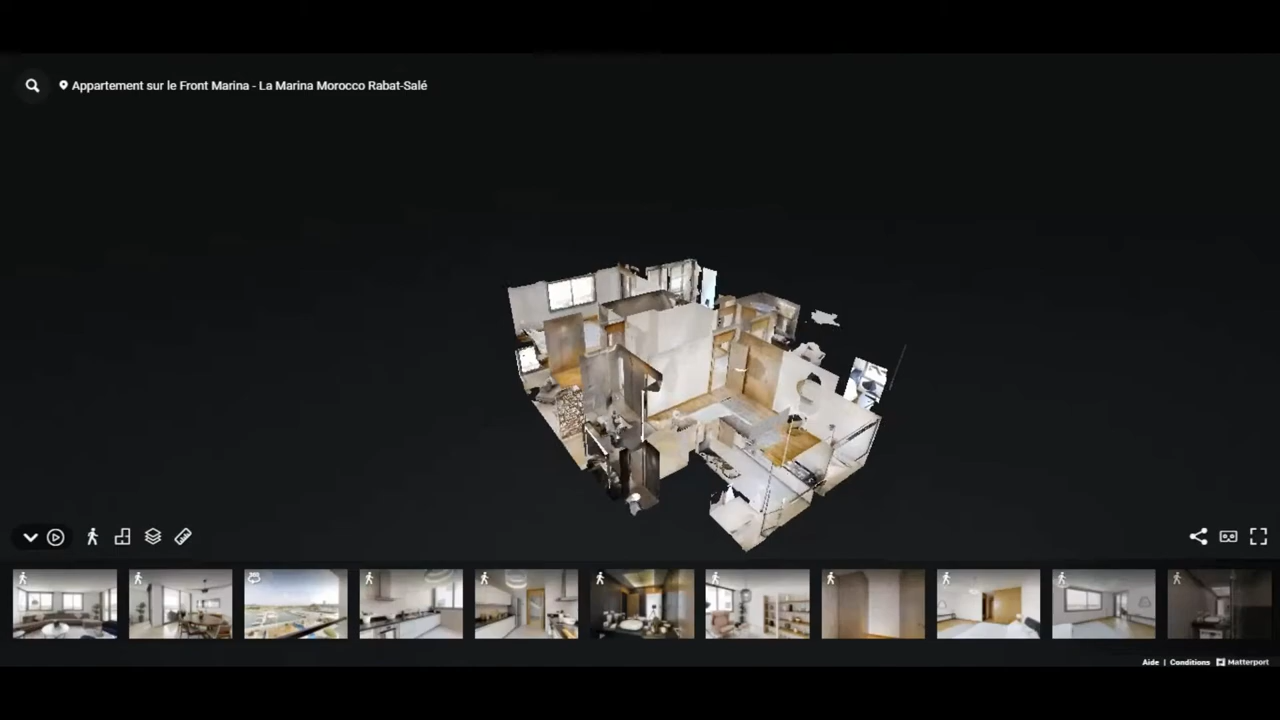 Appartement sur le Front Marina - La Marina Morocco Rabat-Salé
Aide | Conditions Matterport